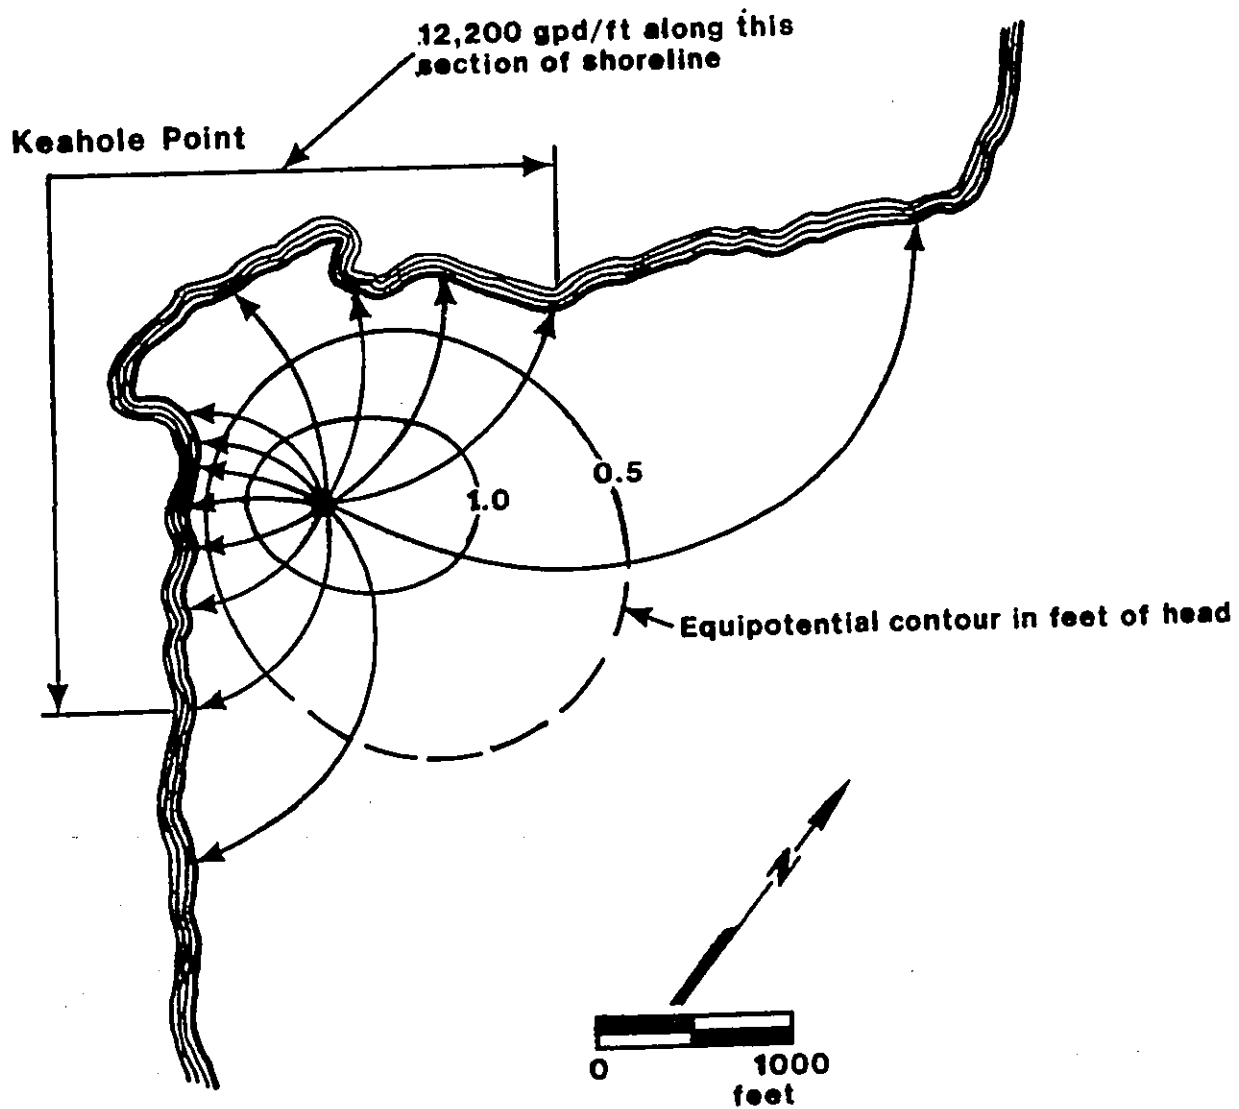 12,200 gpd/ft along this
section of shoreline
Keahole Point
0.5
1.0
Equipotential contour in feet of head
N
0 1000
feet